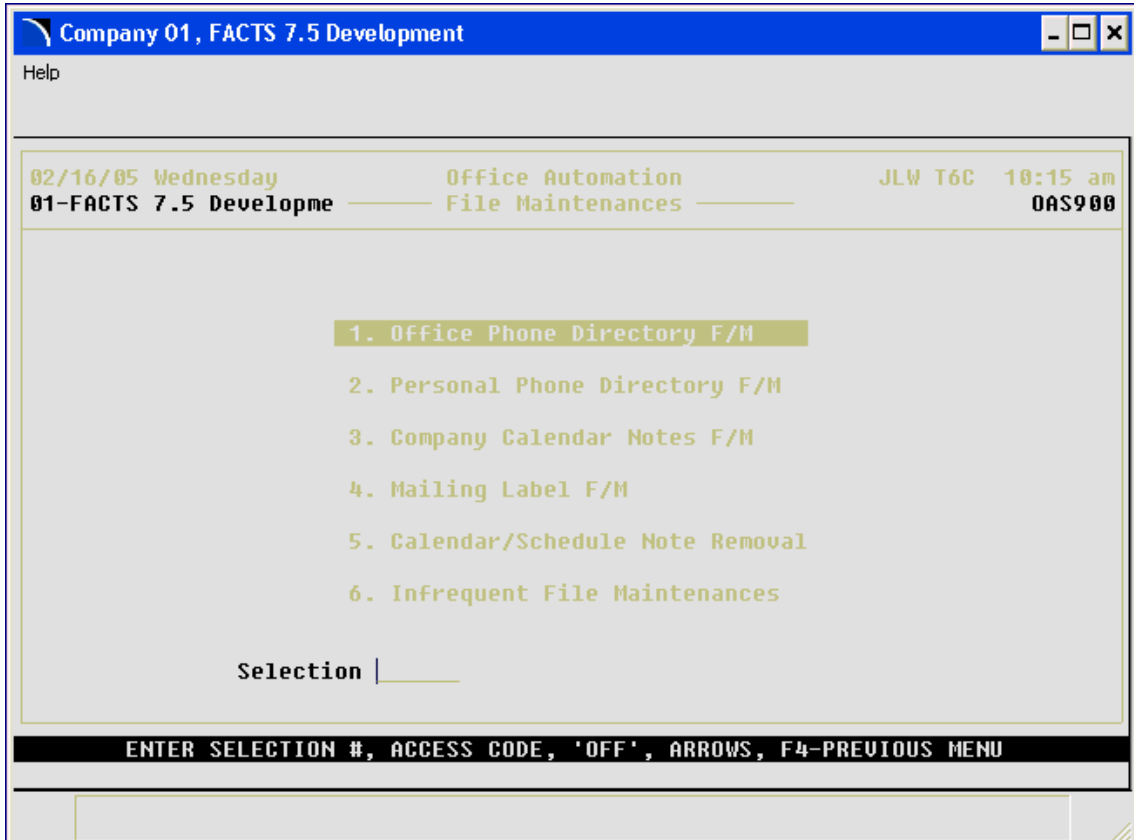 Company 01, FACTS 7.5 Development
Help
02/16/05 Wednesday Office Automation JLW T6C 10:15 am
01-FACTS 7.5 Developme File Maintenances OAS900
1. Office Phone Directory F/M
2. Personal Phone Directory F/M
3. Company Calendar Notes F/M
4. Mailing Label F/M
5. Calendar/Schedule Note Removal
6. Infrequent File Maintenances
Selection
ENTER SELECTION #, ACCESS CODE, 'OFF', ARROWS, F4-PREVIOUS MENU